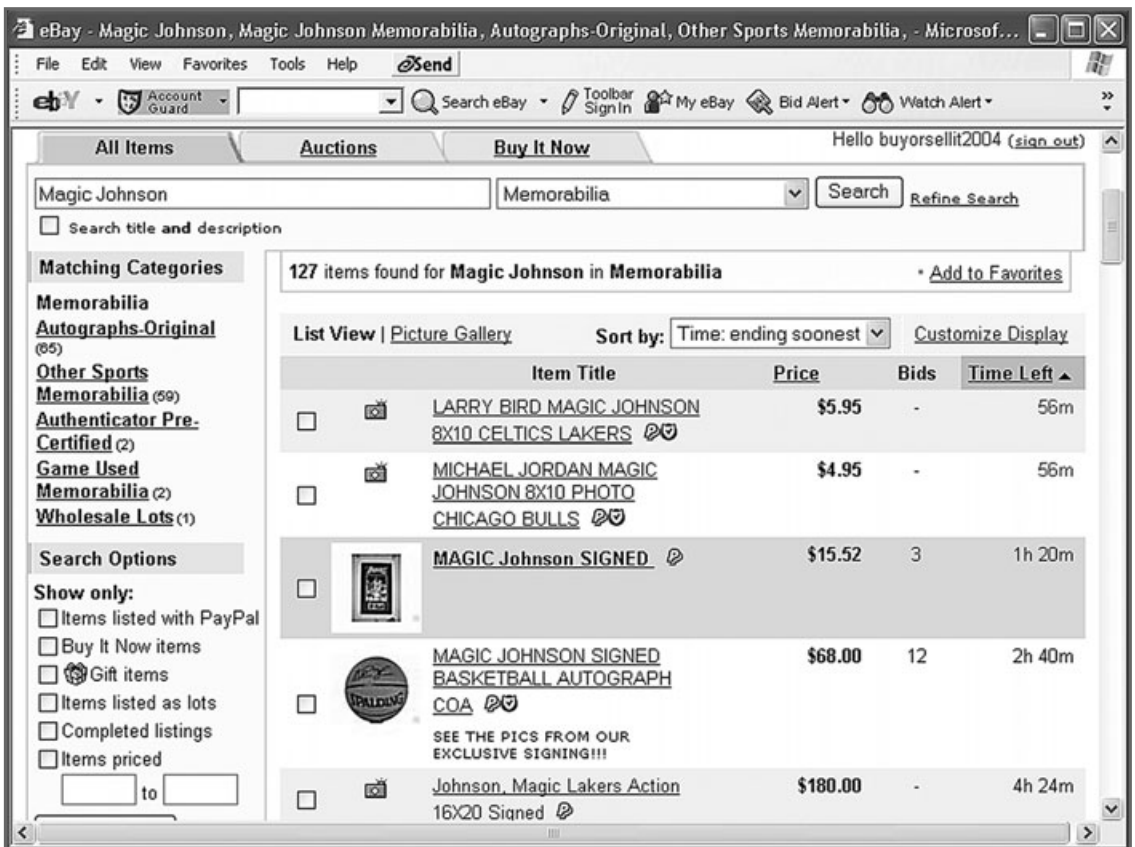 eBay - Magic Johnson, Magic Johnson Memorabilia, Autographs-Original, Other Sports Memorabilia, - Microsof...
File Edit View Favorites Tools Help Send
ebY Account Guard Search eBay Toolbar Sign In My eBay Bid Alert Watch Alert »
All Items Auctions Buy It Now Hello buyorsellit2004 (sign out)
Magic Johnson Memorabilia Search Refine Search
Search title and description
Matching Categories
127 items found for Magic Johnson in Memorabilia · Add to Favorites
Memorabilia
Autographs-Original
(65)
Other Sports
Memorabilia (59)
Authenticator Pre-
Certified (2)
Game Used
Memorabilia (2)
Wholesale Lots (1)
Search Options
Show only:
Items listed with PayPal
Buy It Now items
Gift items
Items listed as lots
Completed listings
Items priced
to
List View | Picture Gallery Sort by: Time: ending soonest Customize Display
Item Title Price Bids Time Left
LARRY BIRD MAGIC JOHNSON $5.95 - 56m
8X10 CELTICS LAKERS
MICHAEL JORDAN MAGIC $4.95 - 56m
JOHNSON 8X10 PHOTO
CHICAGO BULLS
MAGIC Johnson SIGNED $15.52 3 1h 20m
MAGIC JOHNSON SIGNED $68.00 12 2h 40m
BASKETBALL AUTOGRAPH
COA
SPALDING
SEE THE PICS FROM OUR
EXCLUSIVE SIGNING!!!
Johnson, Magic Lakers Action $180.00 - 4h 24m
16X20 Signed